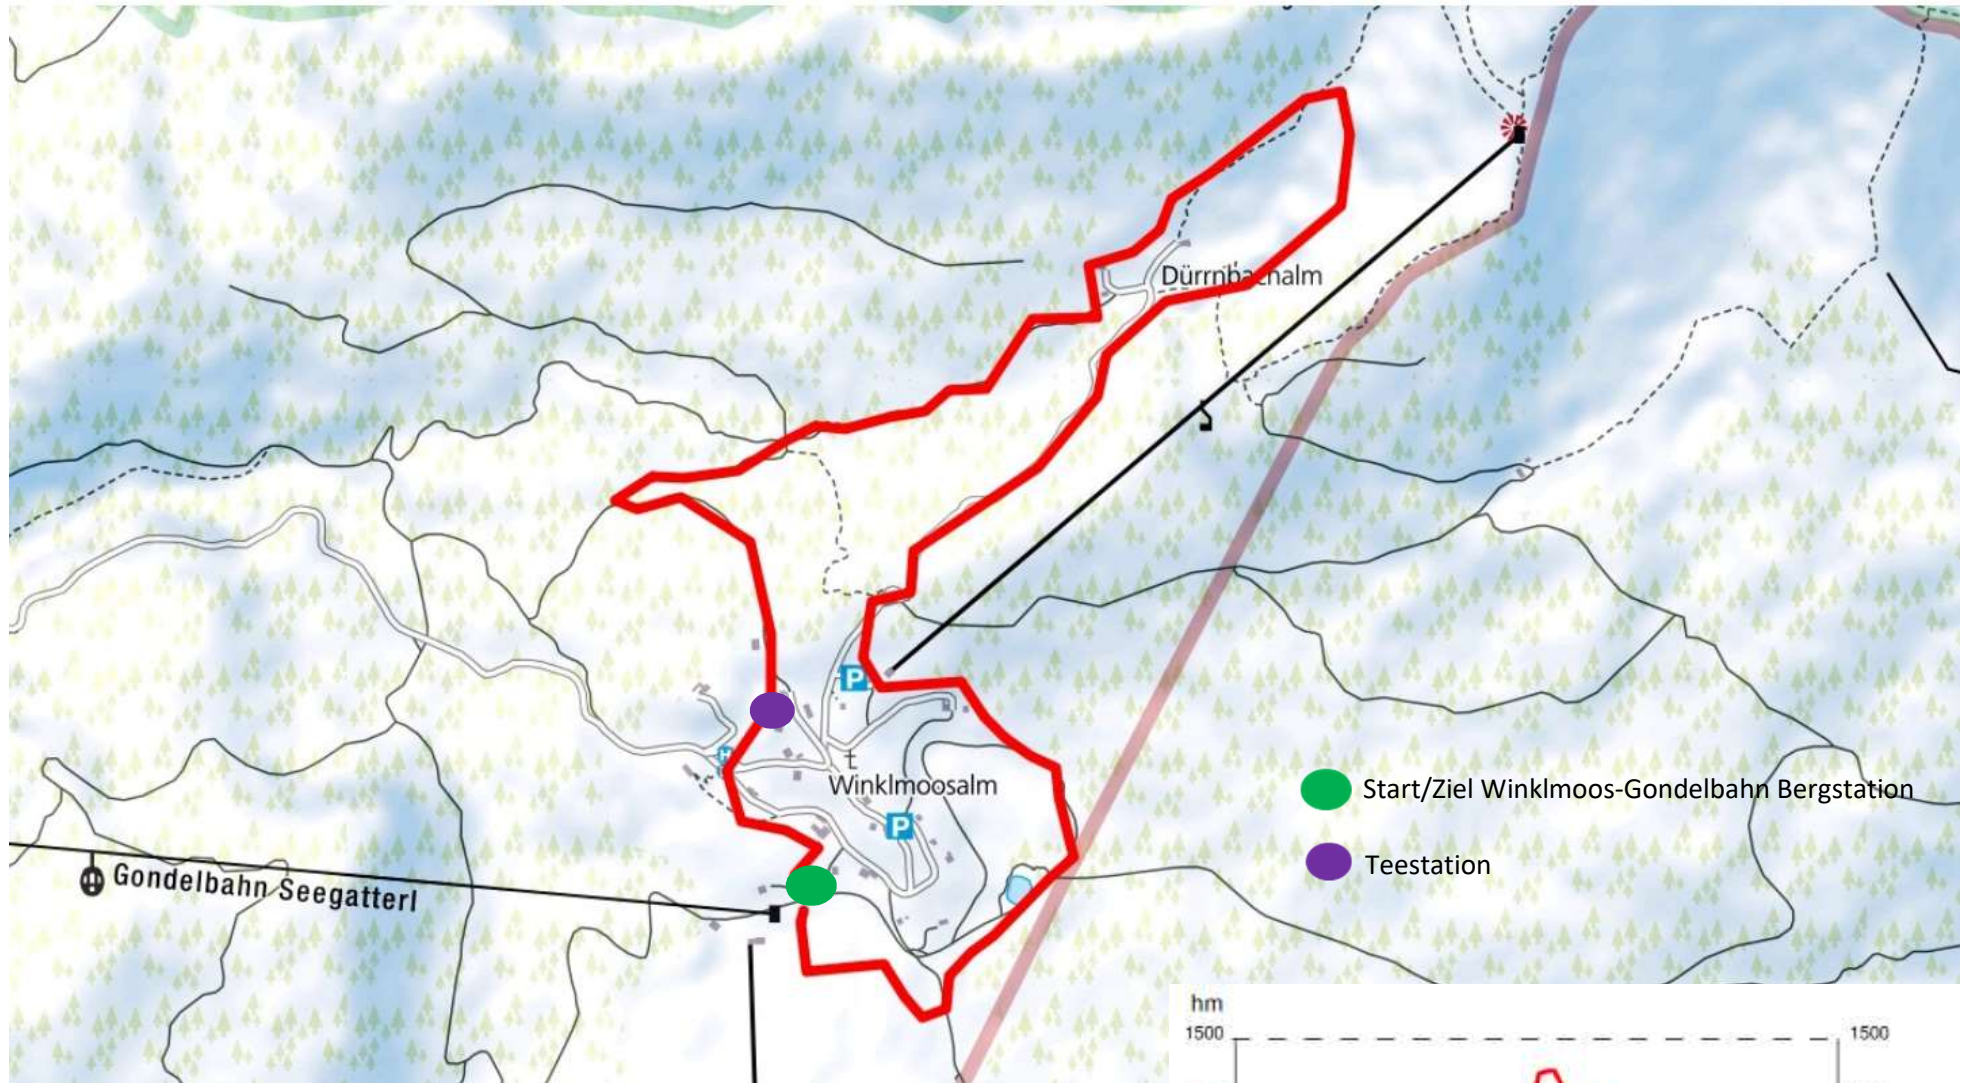 Dürrnbachalm
P
H
t
Winklmoosalm
P
Start/Ziel Winklmoos-Gondelbahn Bergstation
Teestation
Gondelbahn Seegatterl
hm
1500
1500